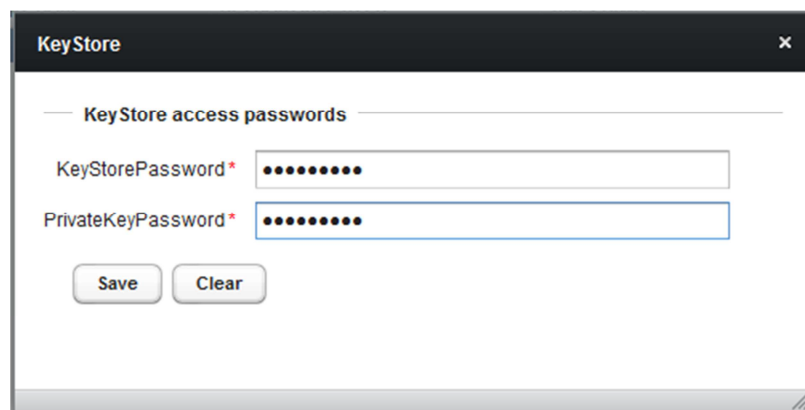 KeyStore ×
KeyStore access passwords
KeyStorePassword* •••••••••
PrivateKeyPassword* •••••••••
Save Clear